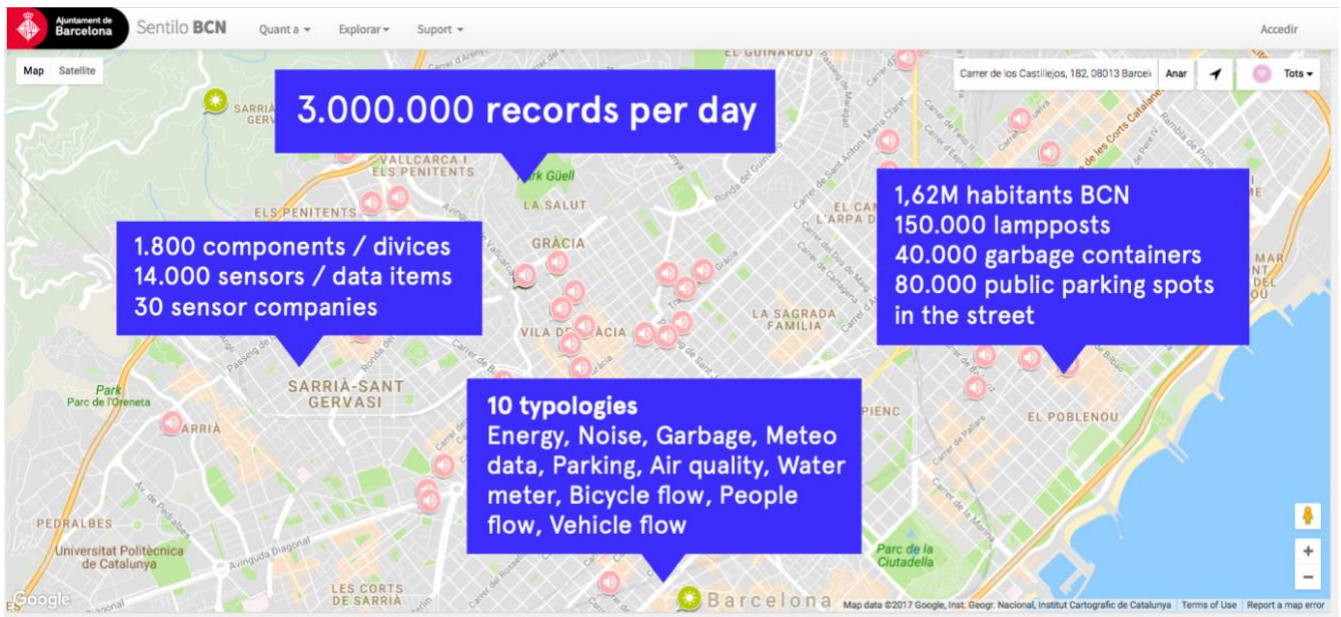 Ajuntament de
Barcelona
Sentilo BCN
Quant a
Explorar
Suport
Accedir
Map
Satellite
Carrer de los Castillejos, 182, 08013 Barcel
Anar
Tots
EL GUINARDÓ
3.000.000 records per day
SARRIÀ
VALLCARCA I
ELS PENITENTS
Park Güell
1,62M habitants BCN
150.000 lampposts
40.000 garbage containers
80.000 public parking spots
in the street
ELS PENITENTS
LA SALUT
1.800 components / divices
14.000 sensors / data items
30 sensor companies
GRÀCIA
LA SAGRADA
FAMILIA
SARRIÀ-SANT
GERVASI
Park
Parc de l'Oreneta
10 typologies
Energy, Noise, Garbage, Meteo
data, Parking, Air quality, Water
meter, Bicycle flow, People
flow, Vehicle flow
EL POBLENOU
PEDRALBES
Universitat Politècnica
de Catalunya
Avinguda Diagonal
Parc de la
Ciutadella
LES CORTS
DE SARRIÀ
Google
Barcelona
Map data ©2017 Google, Inst. Geogr. Nacional, Institut Cartografic de Catalunya
Terms of Use
Report a map error